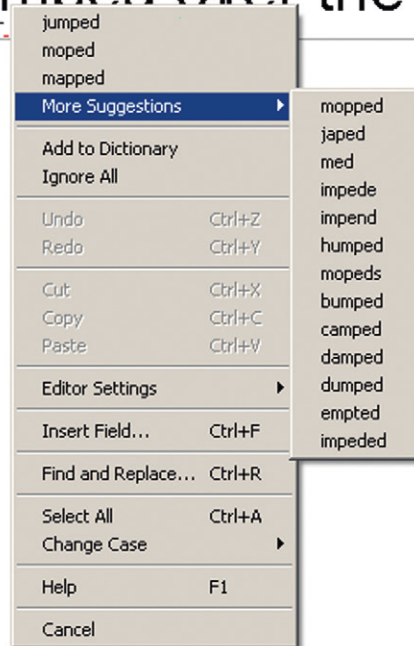 the
jumped
moped
mapped
More Suggestions
mopped
japed
med
impede
impend
humped
mopeds
bumped
camped
damped
dumped
empted
impeded
Add to Dictionary
Ignore All
Undo Ctrl+Z
Redo Ctrl+Y
Cut Ctrl+X
Copy Ctrl+C
Paste Ctrl+V
Editor Settings
Insert Field... Ctrl+F
Find and Replace... Ctrl+R
Select All Ctrl+A
Change Case
Help F1
Cancel